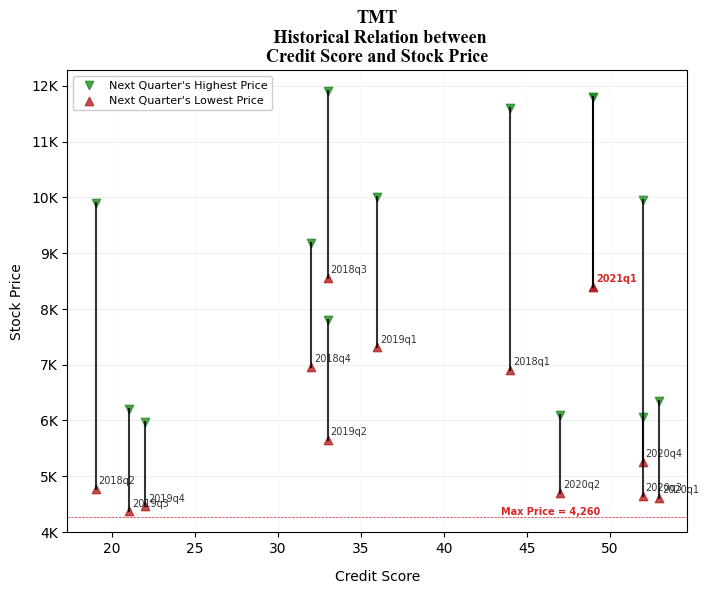 TMT
Historical Relation between
Credit Score and Stock Price
Next Quarter's Highest Price
Next Quarter's Lowest Price
12K
11K
10K
9K
8K
7K
6K
5K
4K
Stock Price
2018q3
2021q1
2019q1
2018q4
2018q1
2019q2
2020q4
2018q2
2020q2
2020q3
2020q1
2019q4
2019q3
Max Price = 4,260
20
25
30
35
40
45
50
Credit Score